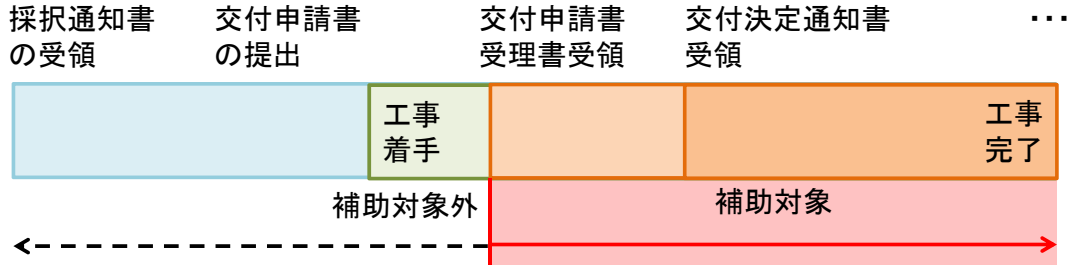 採択通知書
の受領
交付申請書
の提出
交付申請書
受理書受領
交付決定通知書
受領
・・・
工事
着手
工事
完了
補助対象外
補助対象